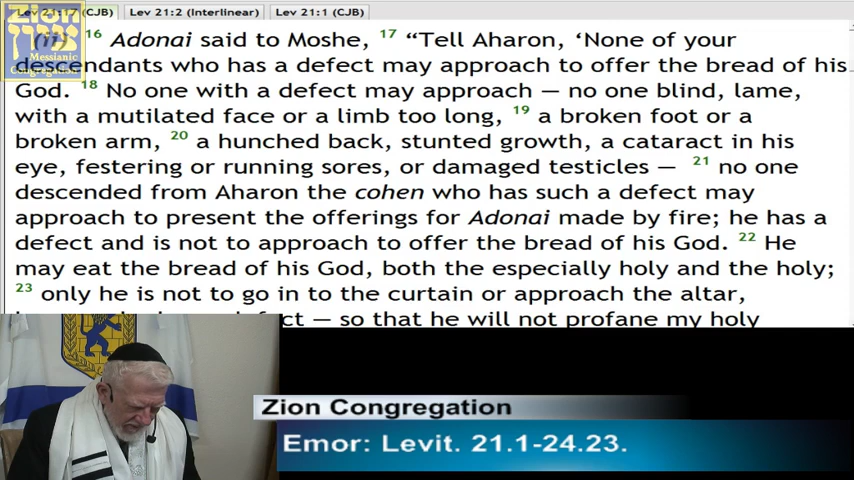 Lev 21:17 (CJB) Lev 21:2 (Interlinear) Lev 21:1 (CJB)
Zion
Messianic
Congregation
(ii) 16 Adonai said to Moshe, 17 “Tell Aharon, ‘None of your
descendants who has a defect may approach to offer the bread of his
God. 18 No one with a defect may approach — no one blind, lame,
with a mutilated face or a limb too long, 19 a broken foot or a
broken arm, 20 a hunched back, stunted growth, a cataract in his
eye, festering or running sores, or damaged testicles — 21 no one
descended from Aharon the cohen who has such a defect may
approach to present the offerings for Adonai made by fire; he has a
defect and is not to approach to offer the bread of his God. 22 He
may eat the bread of his God, both the especially holy and the holy;
23 only he is not to go in to the curtain or approach the altar,
— so that he will not profane my holy
Zion Congregation
Emor: Levit. 21.1-24.23.